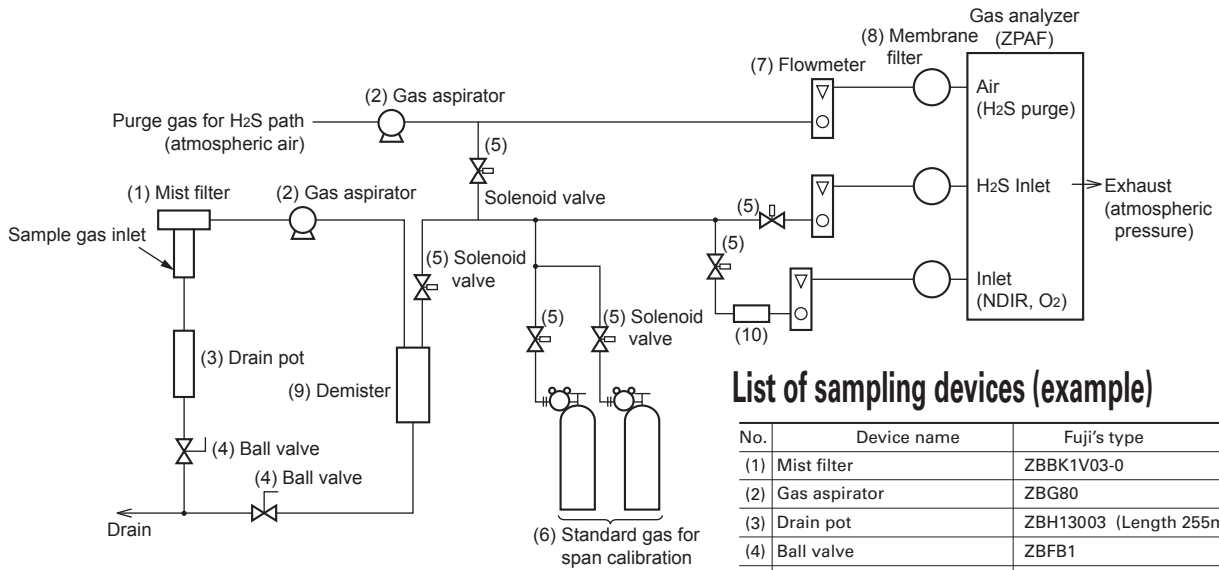 Gas analyzer
(ZPAF)
(8) Membrane
filter
(7) Flowmeter
(2) Gas aspirator
Air
(H2S purge)
Purge gas for H2S path
(atmospheric air)
(5)
Solenoid valve
(1) Mist filter
(2) Gas aspirator
H2S Inlet
Exhaust
(atmospheric
pressure)
(5)
Sample gas inlet
(5) Solenoid
valve
(5)
Inlet
(NDIR, O2)
(5)
(5) Solenoid
valve
(10)
(3) Drain pot
(9) Demister
(4) Ball valve
(4) Ball valve
Drain
(6) Standard gas for
span calibration
List of sampling devices (example)
No. Device name Fuji's type
(1) Mist filter ZBBK1V03-0
(2) Gas aspirator ZBG80
(3) Drain pot ZBH13003 (Length 255m
(4) Ball valve ZBFB1